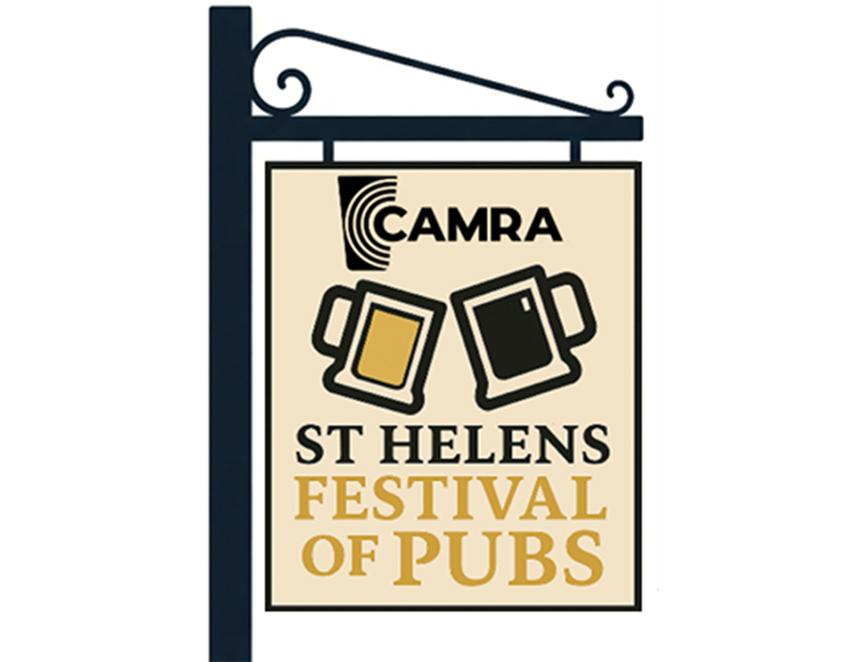 CAMRA
ST HELENS
FESTIVAL
OF PUBS